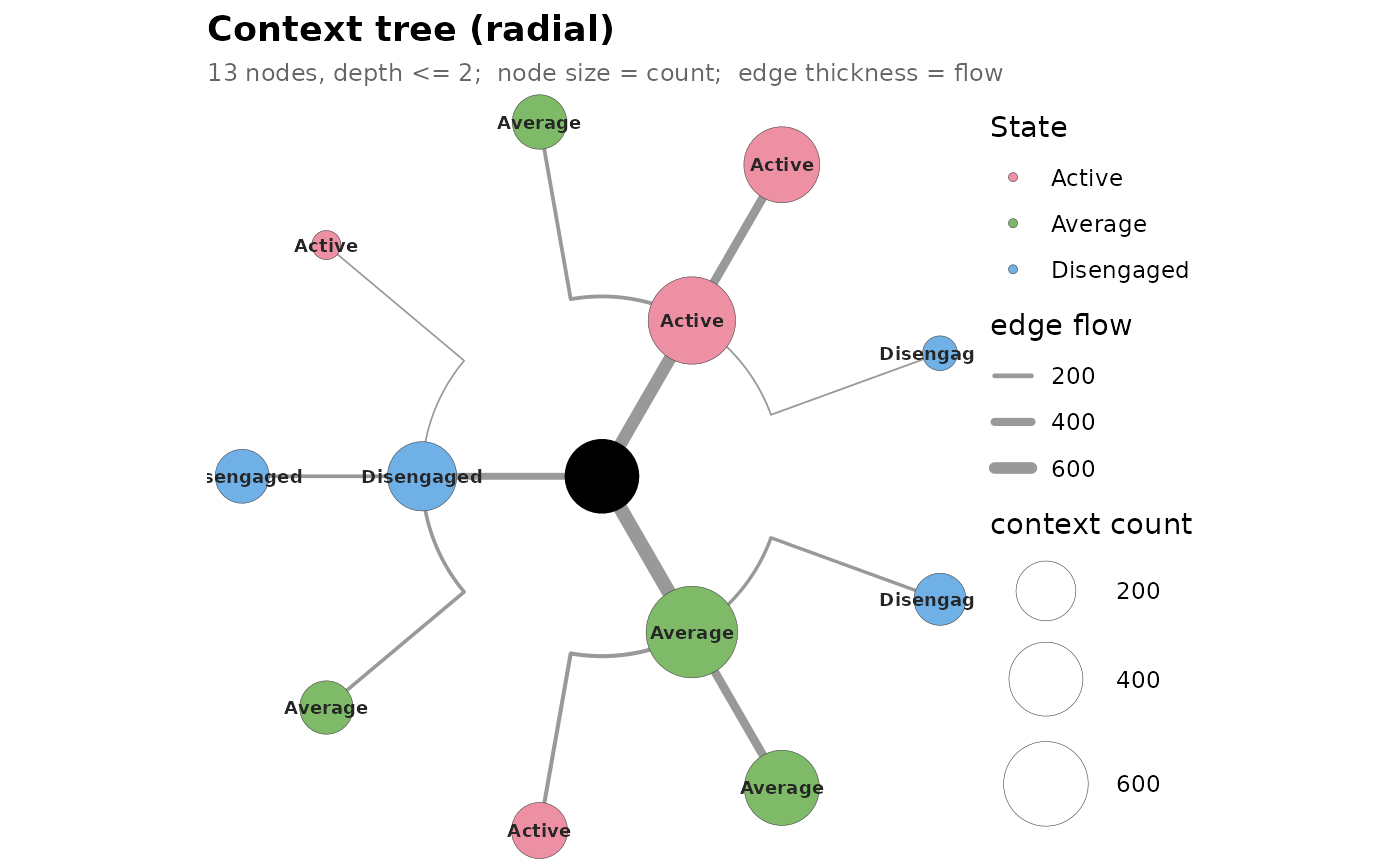 Context tree (radial)
13 nodes, depth <= 2;  node size = count;  edge thickness = flow
Average
Active
Active
Active
Disengag
sengaged
Disengaged
Disengag
Average
Average
Average
Active
State
Active
Average
Disengaged
edge flow
200
400
600
context count
200
400
600